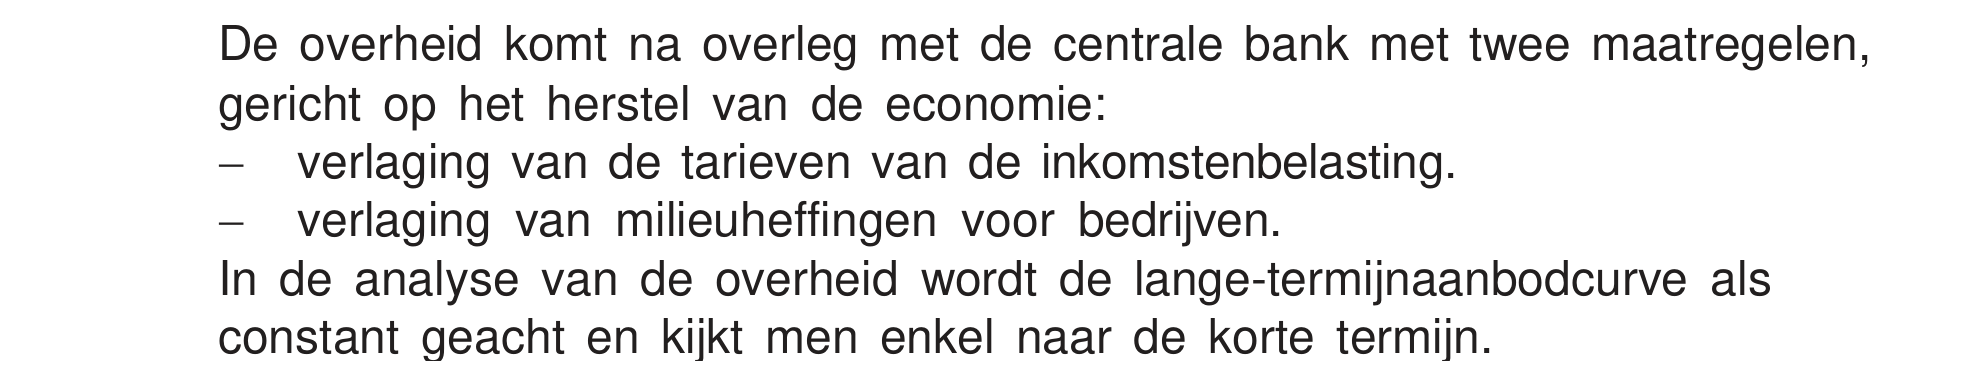 De overheid komt na overleg met de centrale bank met twee maatregelen,
gericht op het herstel van de economie:
– verlaging van de tarieven van de inkomstenbelasting.
– verlaging van milieuheffingen voor bedrijven.
In de analyse van de overheid wordt de lange-termijnaanbodcurve als
constant geacht en kijkt men enkel naar de korte termijn.